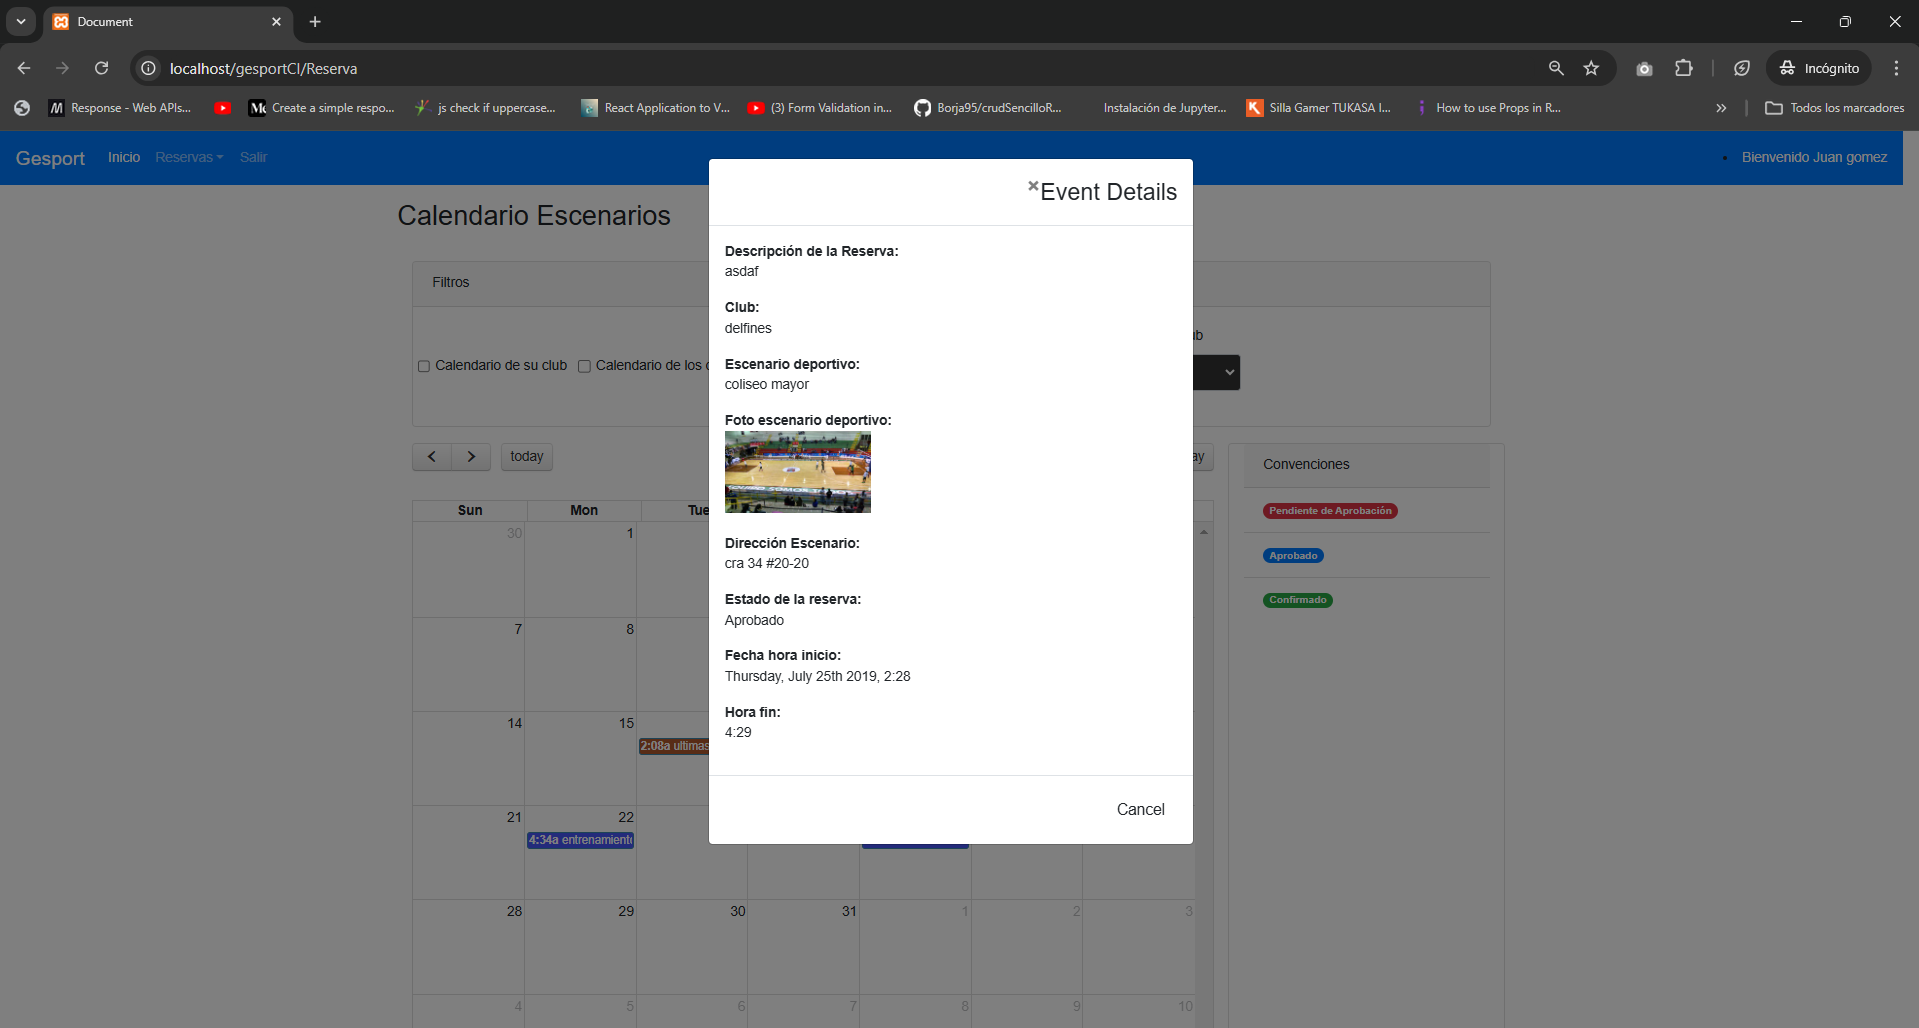 Document
localhost/gesportCI/Reserva
Incógnito
Response - Web APIs...
Create a simple respo...
js check if uppercase...
React Application to V...
(3) Form Validation in...
Borja95/crudSencilloR...
Instalación de Jupyter...
Silla Gamer TUKASA I...
How to use Props in R...
»
Todos los marcadores
Gesport
Inicio
Reservas
Salir
Bienvenido Juan gomez
Calendario Escenarios
Filtros
Calendario de su club
Calendario de los
today
Sun
Mon
Tue
30
1
7
8
14
15
2:08a ultimas
21
22
4:34a entrenamient
28
29
30
31
1
2
3
4
5
6
7
8
9
10
×
Event Details
Descripción de la Reserva:
asdaf
Club:
delfines
Escenario deportivo:
coliseo mayor
Foto escenario deportivo:
Dirección Escenario:
cra 34 #20-20
Estado de la reserva:
Aprobado
Fecha hora inicio:
Thursday, July 25th 2019, 2:28
Hora fin:
4:29
Cancel
Convenciones
Pendiente de Aprobación
Aprobado
Confirmado